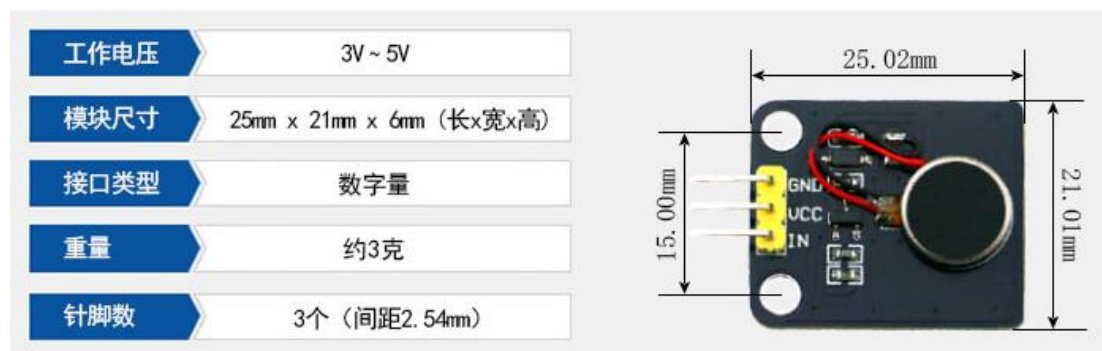 工作电压 3V~5V
模块尺寸 25mm x 21mm x 6mm (长x宽x高)
接口类型 数字量
重量 约3克
针脚数 3个 (间距2.54mm)
25.02mm
15.00mm
21.01mm
GND
VCC
IN